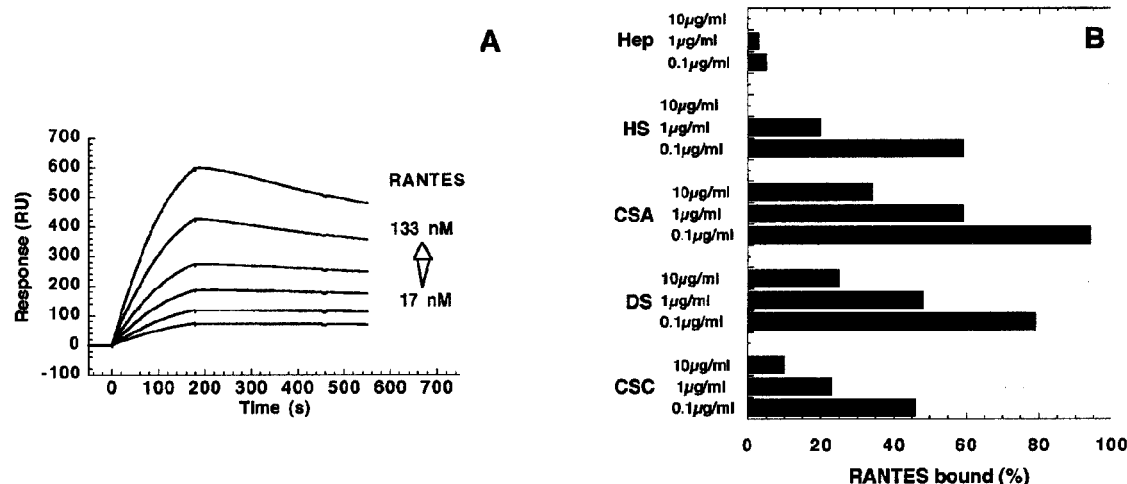 A
700
600
500
400
300
200
100
0
-100
Response (RU)
0 100 200 300 400 500 600 700
Time (s)
RANTES
133 nM
17 nM
B
Hep
10µg/ml
1µg/ml
0.1µg/ml
HS
10µg/ml
1µg/ml
0.1µg/ml
CSA
10µg/ml
1µg/ml
0.1µg/ml
DS
10µg/ml
1µg/ml
0.1µg/ml
CSC
10µg/ml
1µg/ml
0.1µg/ml
0 20 40 60 80 100
RANTES bound (%)